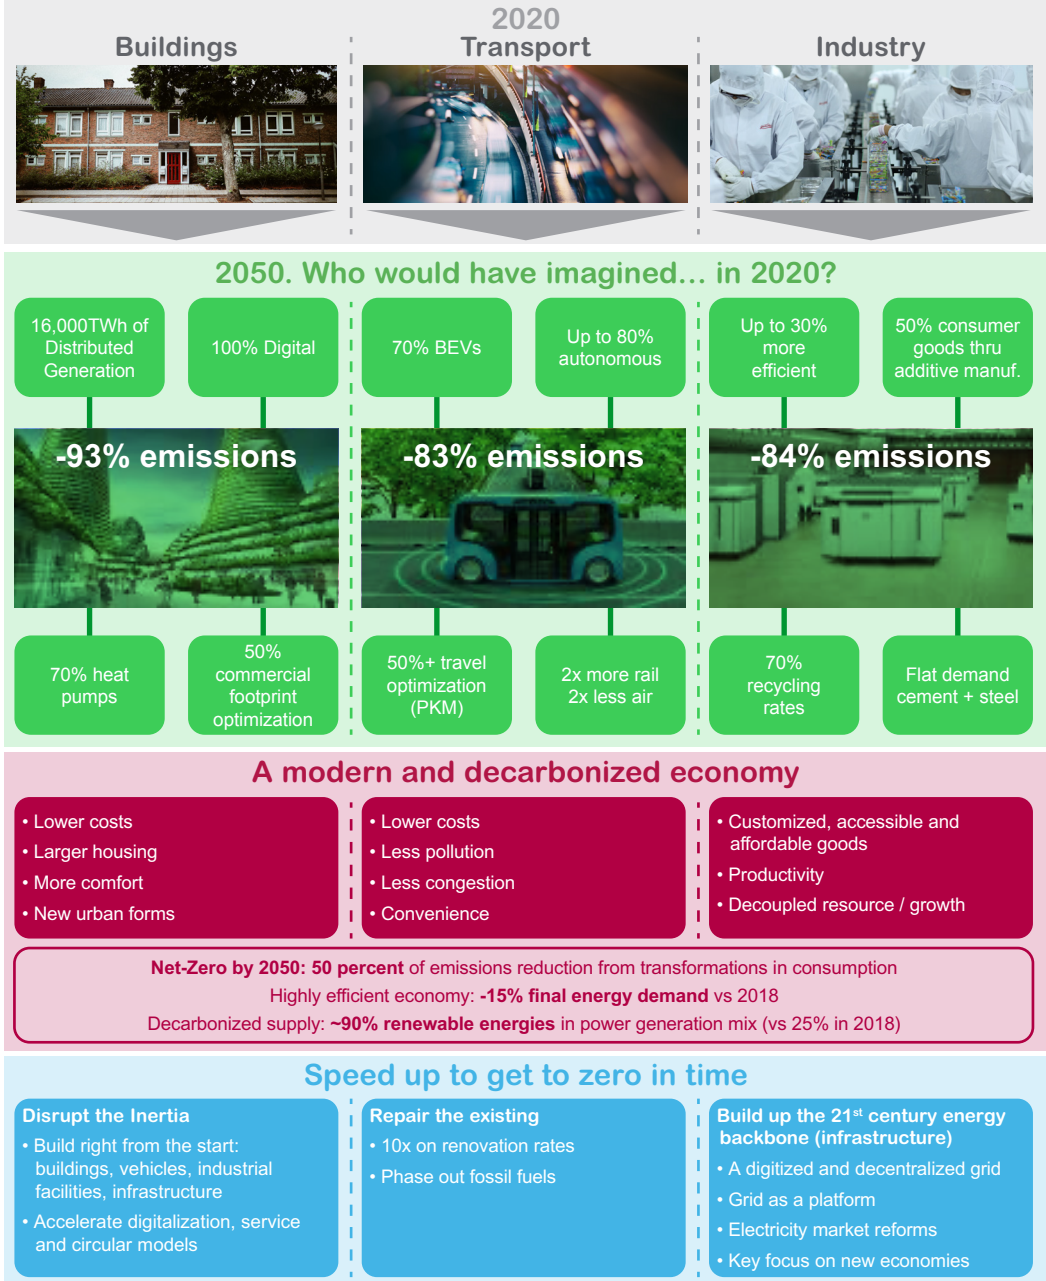 2020
Buildings
Transport
Industry
2050. Who would have imagined... in 2020?
16,000TWh of
Distributed
Generation
100% Digital
70% BEVs
Up to 80%
autonomous
Up to 30%
more
efficient
50% consumer
goods thru
additive manuf.
-93% emissions
-83% emissions
-84% emissions
70% heat
pumps
50%
commercial
footprint
optimization
50%+ travel
optimization
(PKM)
2x more rail
2x less air
70%
recycling
rates
Flat demand
cement + steel
A modern and decarbonized economy
• Lower costs
• Larger housing
• More comfort
• New urban forms
• Lower costs
• Less pollution
• Less congestion
• Convenience
• Customized, accessible and
affordable goods
• Productivity
• Decoupled resource / growth
Net-Zero by 2050: 50 percent of emissions reduction from transformations in consumption
Highly efficient economy: -15% final energy demand vs 2018
Decarbonized supply: ~90% renewable energies in power generation mix (vs 25% in 2018)
Speed up to get to zero in time
Disrupt the Inertia
• Build right from the start:
buildings, vehicles, industrial
facilities, infrastructure
• Accelerate digitalization, service
and circular models
Repair the existing
• 10x on renovation rates
• Phase out fossil fuels
Build up the 21st century energy
backbone (infrastructure)
• A digitized and decentralized grid
• Grid as a platform
• Electricity market reforms
• Key focus on new economies